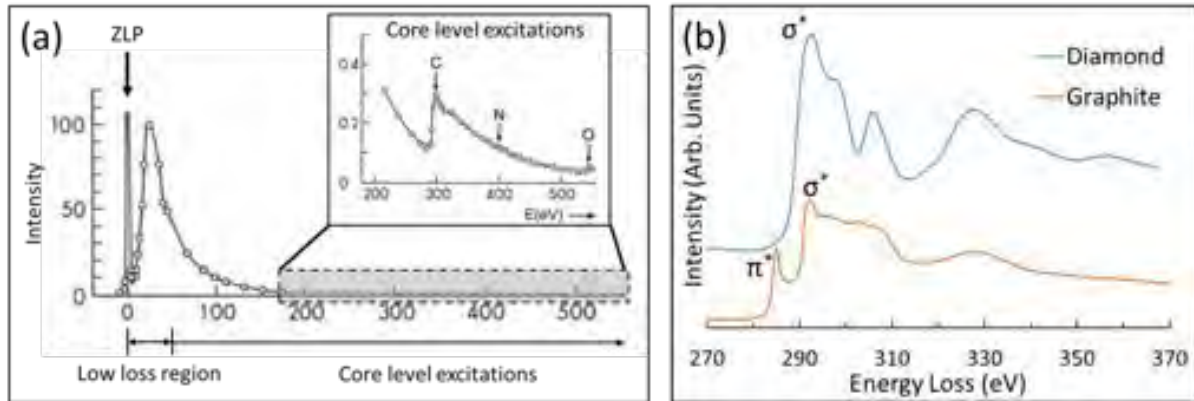 (a)
ZLP
Core level excitations
0.4
0.2
0
C
N
O
200 300 400 500
E(eV)
Intensity
100
50
0
0 100 200 300 400 500
Low loss region
Core level excitations
(b)
σ*
Diamond
Graphite
σ*
π*
Intensity (Arb. Units)
270 290 310 330 350 370
Energy Loss (eV)